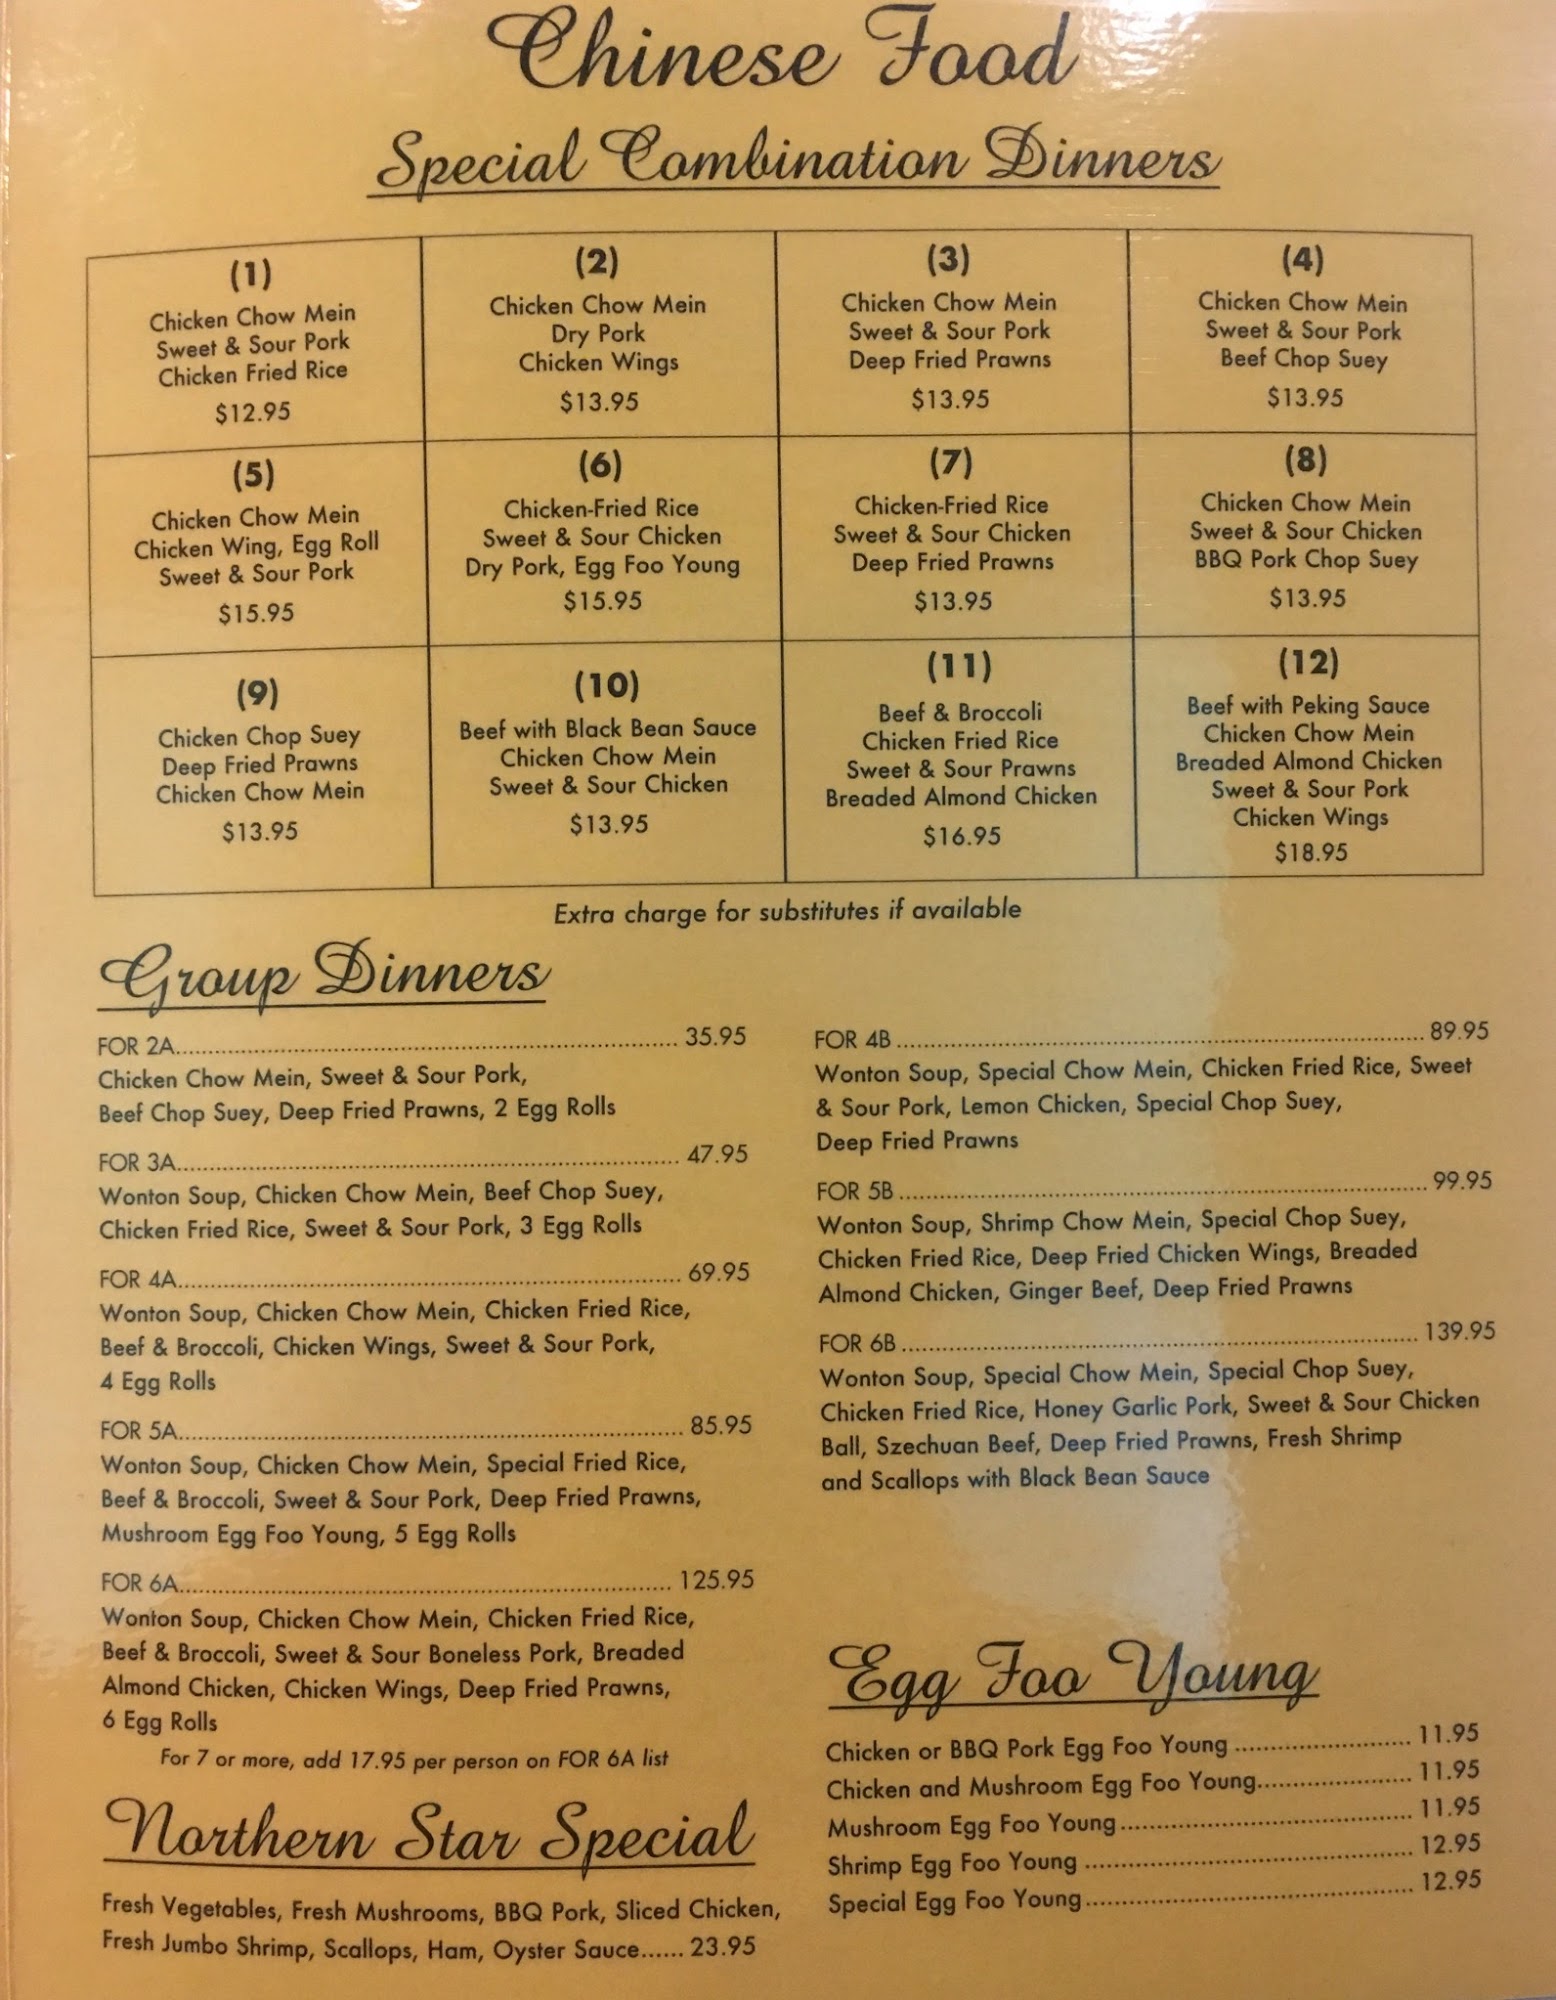 Chinese Food
Special Combination Dinners
(1)
Chicken Chow Mein
Sweet & Sour Pork
Chicken Fried Rice
$12.95
(2)
Chicken Chow Mein
Dry Pork
Chicken Wings
$13.95
(3)
Chicken Chow Mein
Sweet & Sour Pork
Deep Fried Prawns
$13.95
(4)
Chicken Chow Mein
Sweet & Sour Pork
Beef Chop Suey
$13.95
(5)
Chicken Chow Mein
Chicken Wing, Egg Roll
Sweet & Sour Pork
$15.95
(6)
Chicken-Fried Rice
Sweet & Sour Chicken
Dry Pork, Egg Foo Young
$15.95
(7)
Chicken-Fried Rice
Sweet & Sour Chicken
Deep Fried Prawns
$13.95
(8)
Chicken Chow Mein
Sweet & Sour Chicken
BBQ Pork Chop Suey
$13.95
(9)
Chicken Chop Suey
Deep Fried Prawns
Chicken Chow Mein
$13.95
(10)
Beef with Black Bean Sauce
Chicken Chow Mein
Sweet & Sour Chicken
$13.95
(11)
Beef & Broccoli
Chicken Fried Rice
Sweet & Sour Prawns
Breaded Almond Chicken
$16.95
(12)
Beef with Peking Sauce
Chicken Chow Mein
Breaded Almond Chicken
Sweet & Sour Pork
Chicken Wings
$18.95
Extra charge for substitutes if available
Group Dinners
FOR 2A 35.95
Chicken Chow Mein, Sweet & Sour Pork,
Beef Chop Suey, Deep Fried Prawns, 2 Egg Rolls
FOR 3A 47.95
Wonton Soup, Chicken Chow Mein, Beef Chop Suey,
Chicken Fried Rice, Sweet & Sour Pork, 3 Egg Rolls
FOR 4A 69.95
Wonton Soup, Chicken Chow Mein, Chicken Fried Rice,
Beef & Broccoli, Chicken Wings, Sweet & Sour Pork,
4 Egg Rolls
FOR 5A 85.95
Wonton Soup, Chicken Chow Mein, Special Fried Rice,
Beef & Broccoli, Sweet & Sour Pork, Deep Fried Prawns,
Mushroom Egg Foo Young, 5 Egg Rolls
FOR 6A 125.95
Wonton Soup, Chicken Chow Mein, Chicken Fried Rice,
Beef & Broccoli, Sweet & Sour Boneless Pork, Breaded
Almond Chicken, Chicken Wings, Deep Fried Prawns,
6 Egg Rolls
For 7 or more, add 17.95 per person on FOR 6A list
FOR 4B 89.95
Wonton Soup, Special Chow Mein, Chicken Fried Rice, Sweet
& Sour Pork, Lemon Chicken, Special Chop Suey,
Deep Fried Prawns
FOR 5B 99.95
Wonton Soup, Shrimp Chow Mein, Special Chop Suey,
Chicken Fried Rice, Deep Fried Chicken Wings, Breaded
Almond Chicken, Ginger Beef, Deep Fried Prawns
FOR 6B 139.95
Wonton Soup, Special Chow Mein, Special Chop Suey,
Chicken Fried Rice, Honey Garlic Pork, Sweet & Sour Chicken
Ball, Szechuan Beef, Deep Fried Prawns, Fresh Shrimp
and Scallops with Black Bean Sauce
Northern Star Special
Fresh Vegetables, Fresh Mushrooms, BBQ Pork, Sliced Chicken,
Fresh Jumbo Shrimp, Scallops, Ham, Oyster Sauce...... 23.95
Egg Foo Young
Chicken or BBQ Pork Egg Foo Young 11.95
Chicken and Mushroom Egg Foo Young 11.95
Mushroom Egg Foo Young 11.95
Shrimp Egg Foo Young 12.95
Special Egg Foo Young 12.95